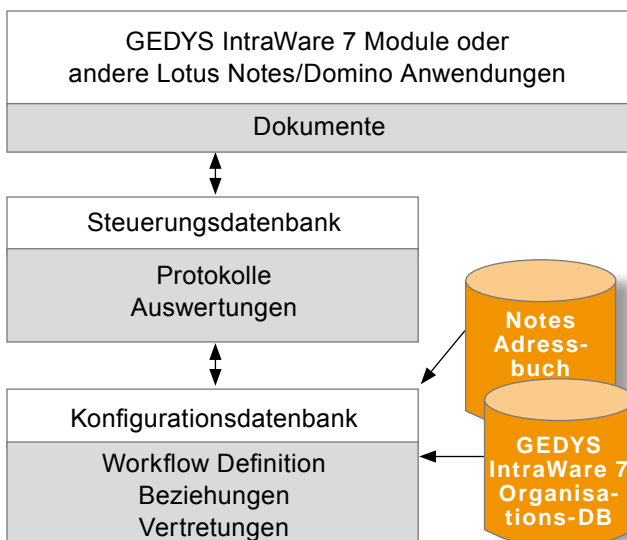 GEDYS IntraWare 7 Module oder
andere Lotus Notes/Domino Anwendungen
Dokumente
Steuerungsdatenbank
Protokolle
Auswertungen
Notes
Adress-
buch
Konfigurationsdatenbank
Workflow Definition
Beziehungen
Vertretungen
GEDYS
IntraWare 7
Organisa-
tions-DB